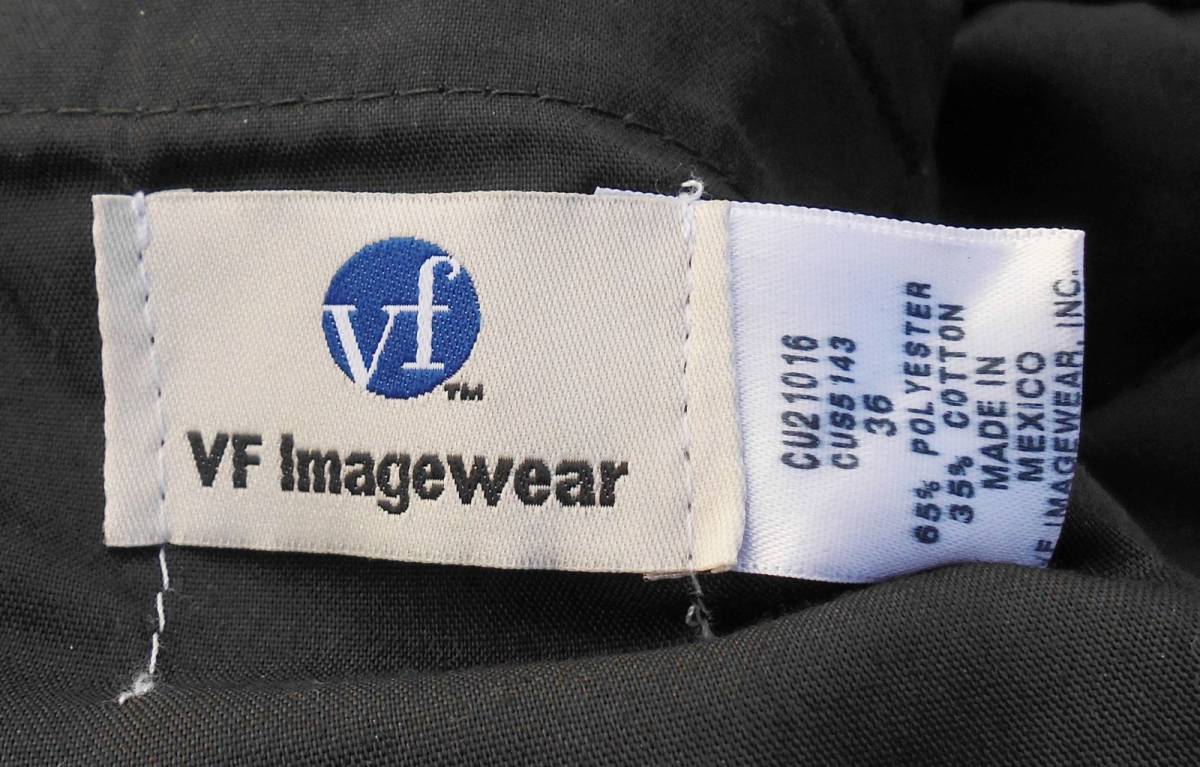 vf
TM
VF Imagewear
CU21016
CUS5143
36
65% POLYESTER
35% COTTON
MADE IN
MEXICO
IMAGEWEAR, INC.